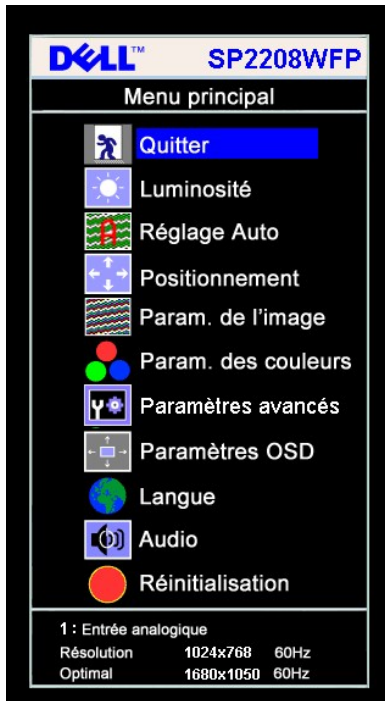 DELL™ SP2208WFP
Menu principal
Quitter
Luminosité
Réglage Auto
Positionnement
Param. de l'image
Param. des couleurs
Paramètres avancés
Paramètres OSD
Langue
Audio
Réinitialisation
1 : Entrée analogique
Résolution 1024x768 60Hz
Optimal 1680x1050 60Hz